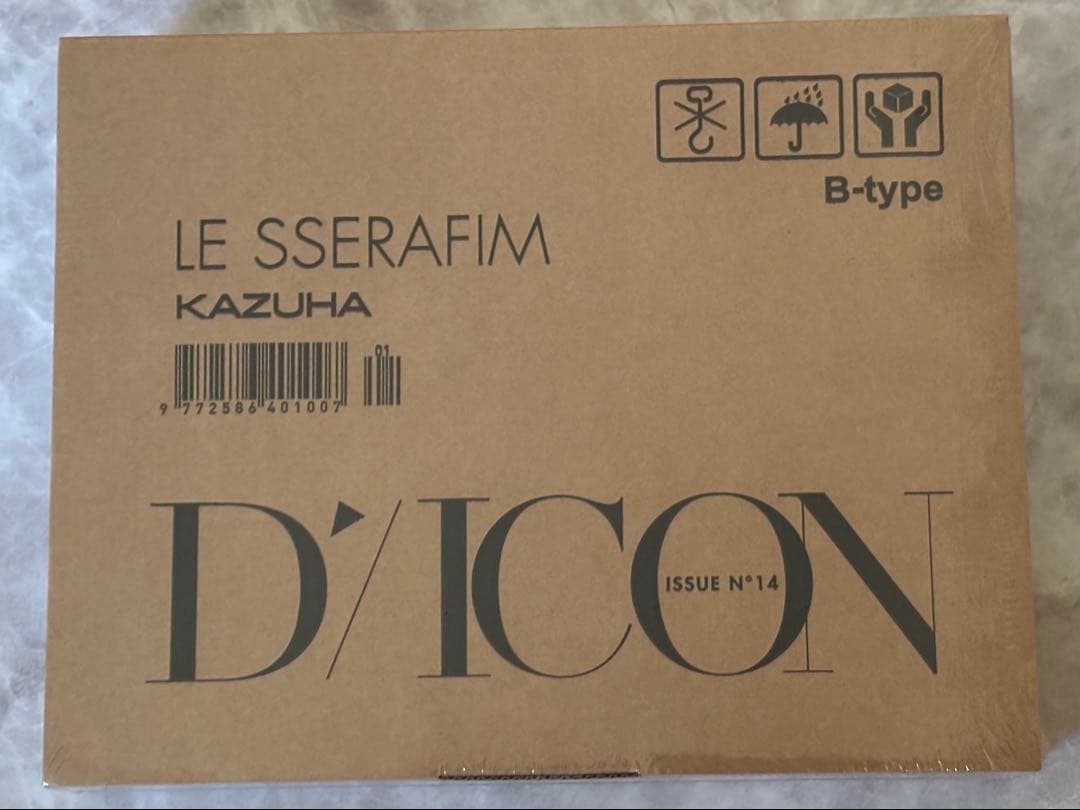 B-type
LE SSERAFIM
KAZUHA
01
9 772586 401007
D'/ICON
ISSUE N°14